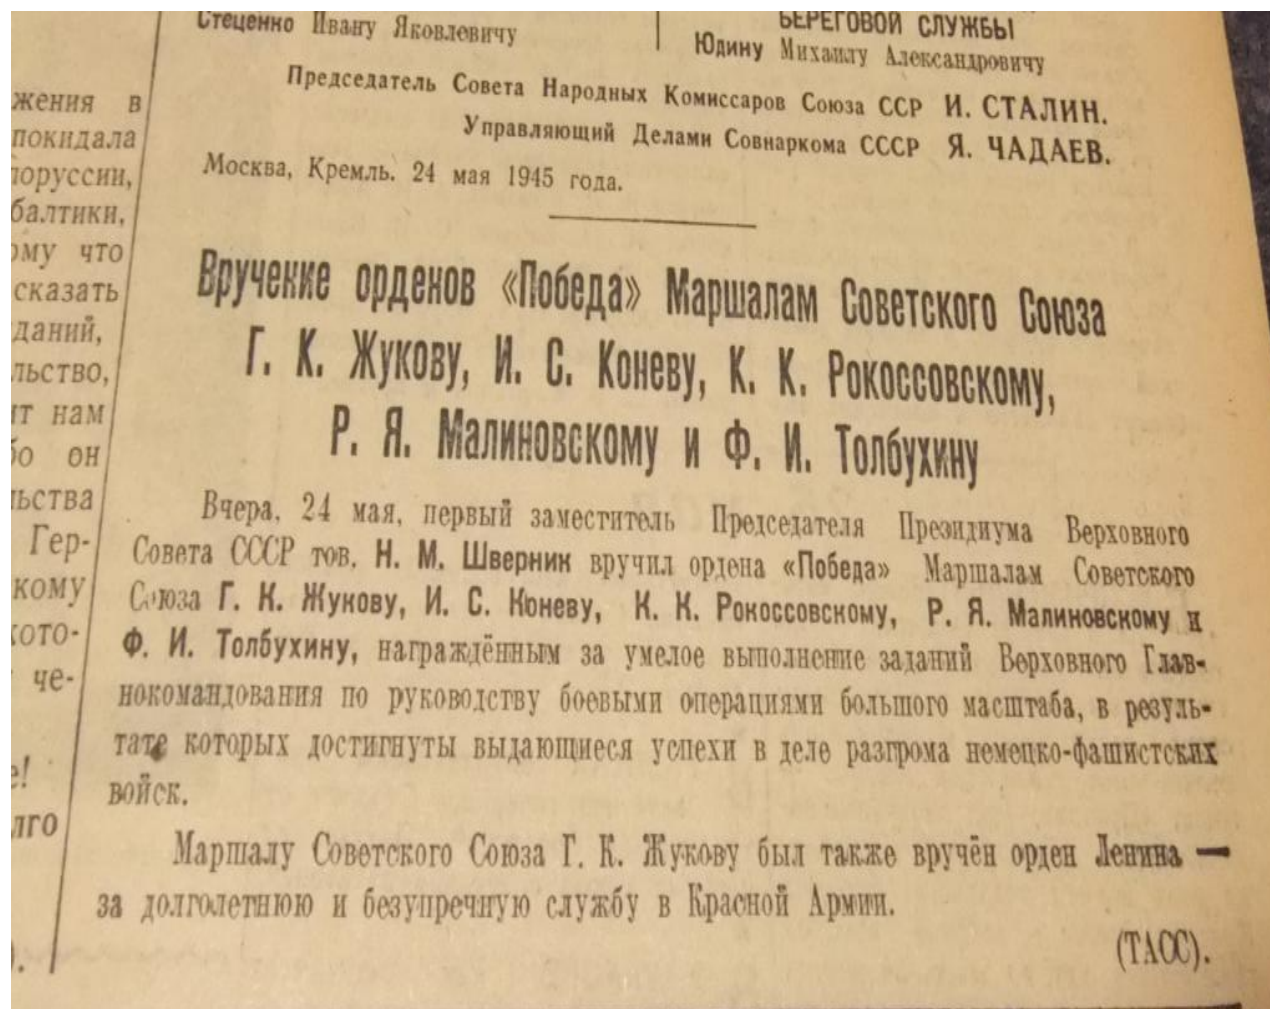 Стеценко Ивану Яковлевичу
БЕРЕГОВОЙ СЛУЖБЫ
Юдину Михаилу Александровичу
Председатель Совета Народных Комиссаров Союза ССР И. СТАЛИН.
Управляющий Делами Совнаркома СССР Я. ЧАДАЕВ.
Москва, Кремль. 24 мая 1945 года.
Вручение орденов «Победа» Маршалам Советского Союза
Г. К. Жукову, И. С. Коневу, К. К. Рокоссовскому,
Р. Я. Малиновскому и Ф. И. Толбухину
Вчера, 24 мая, первый заместитель Председателя Президиума Верховного
Совета СССР тов. Н. М. Шверник вручил ордена «Победа» Маршалам Советского
Союза Г. К. Жукову, И. С. Коневу, К. К. Рокоссовскому, Р. Я. Малиновскому и
Ф. И. Толбухину, награждённым за умелое выполнение заданий Верховного Глав-
нокомандования по руководству боевыми операциями большого масштаба, в резуль-
тате которых достигнуты выдающиеся успехи в деле разгрома немецко-фашистских
войск.
Маршалу Советского Союза Г. К. Жукову был также вручён орден Ленина —
за долголетнюю и безупречную службу в Красной Армии.
(ТАСС).
жения в
покидала
лоруссии,
балтики,
ому что
сказать
даний,
льство,
ит нам
бо он
льства
Гер-
кому
кото-
че-
е!
лго
).